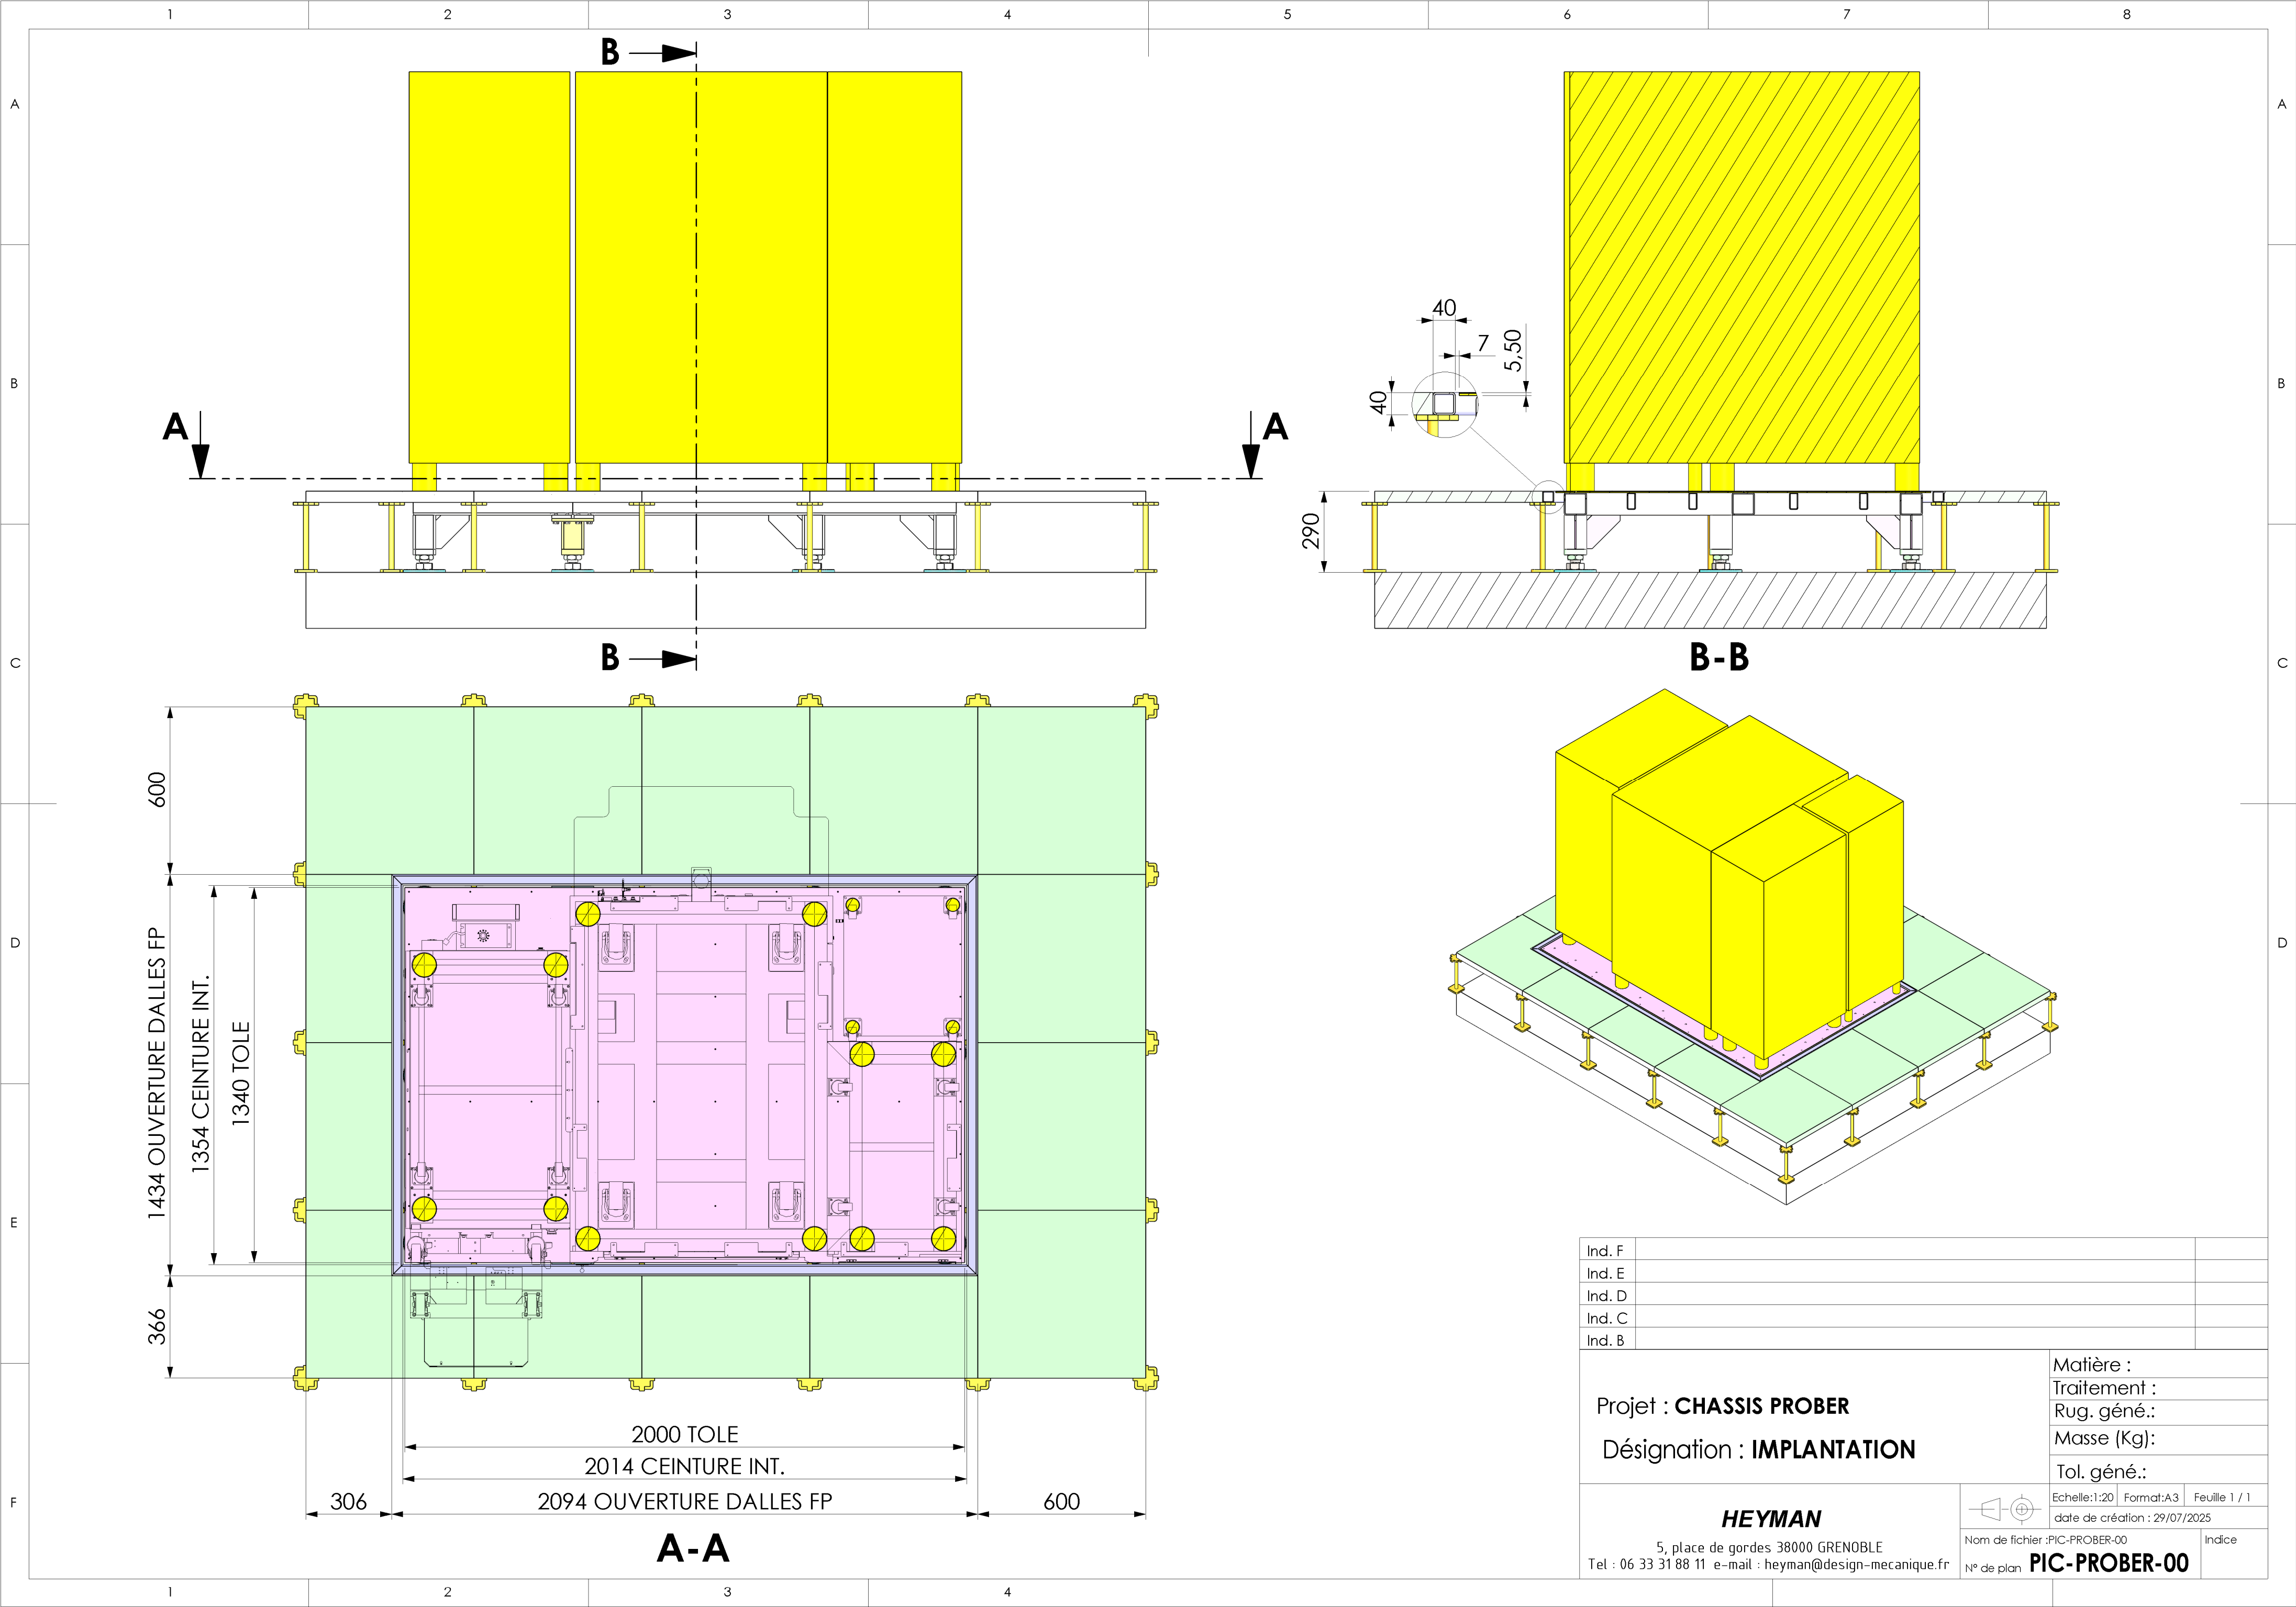 1 2 3 4 5 6 7 8
A A
B
A A
B B
A A
40
7
5,50
40
290
C C
B
B-B
600
1434 OUVERTURE DALLES FP
1354 CEINTURE INT.
1340 TOLE
366
D D
E
2000 TOLE
2014 CEINTURE INT.
306
2094 OUVERTURE DALLES FP
600
F
A-A
Ind. F
Ind. E
Ind. D
Ind. C
Ind. B
Projet : CHASSIS PROBER
Désignation : IMPLANTATION
Matière :
Traitement :
Rug. géné.:
Masse (Kg):
Tol. géné.:
Echelle:1:20 Format:A3 Feuille 1 / 1
date de création : 29/07/2025
HEYMAN
5, place de gordes 38000 GRENOBLE
Tel : 06 33 31 88 11 e-mail : heyman@design-mecanique.fr
Nom de fichier :PIC-PROBER-00
Indice
N° de plan PIC-PROBER-00
1 2 3 4